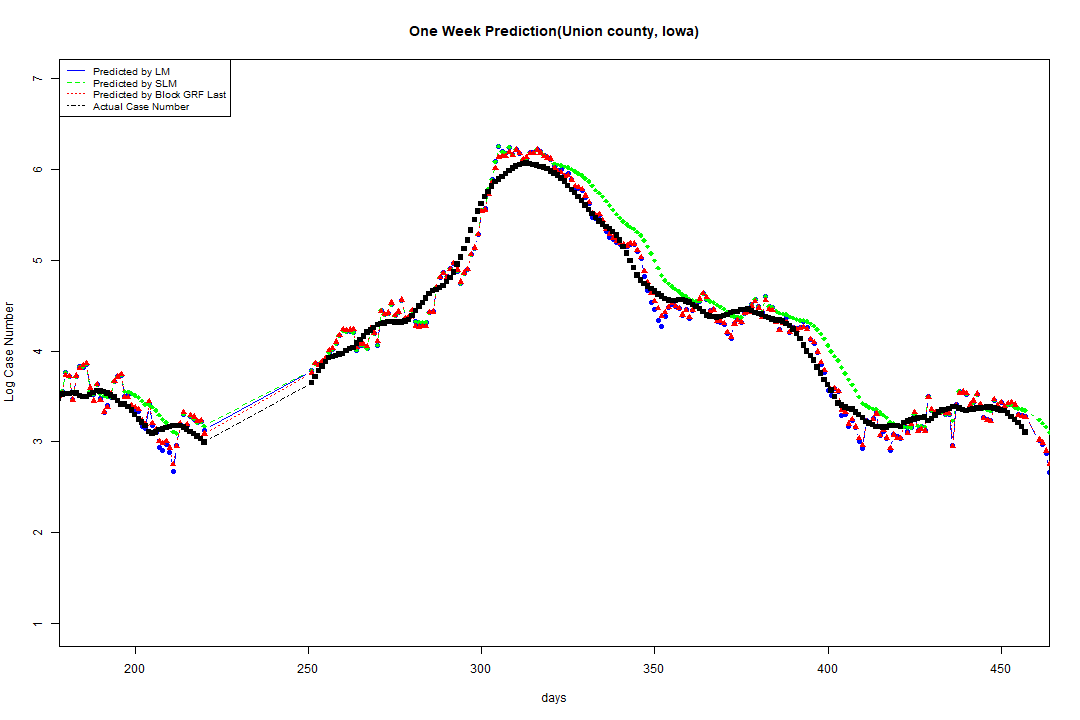 One Week Prediction(Union county, Iowa)
Predicted by LM
Predicted by SLM
Predicted by Block GRF Last
Actual Case Number
7
6
5
4
3
2
1
Log Case Number
200 250 300 350 400 450
days